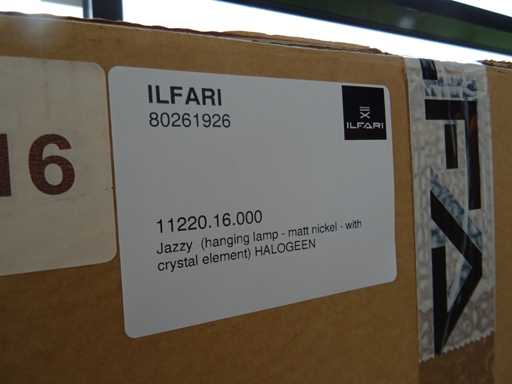 16
ILFARI
80261926
ILFARI
11220.16.000
Jazzy (hanging lamp - matt nickel - with
crystal element) HALOGEEN